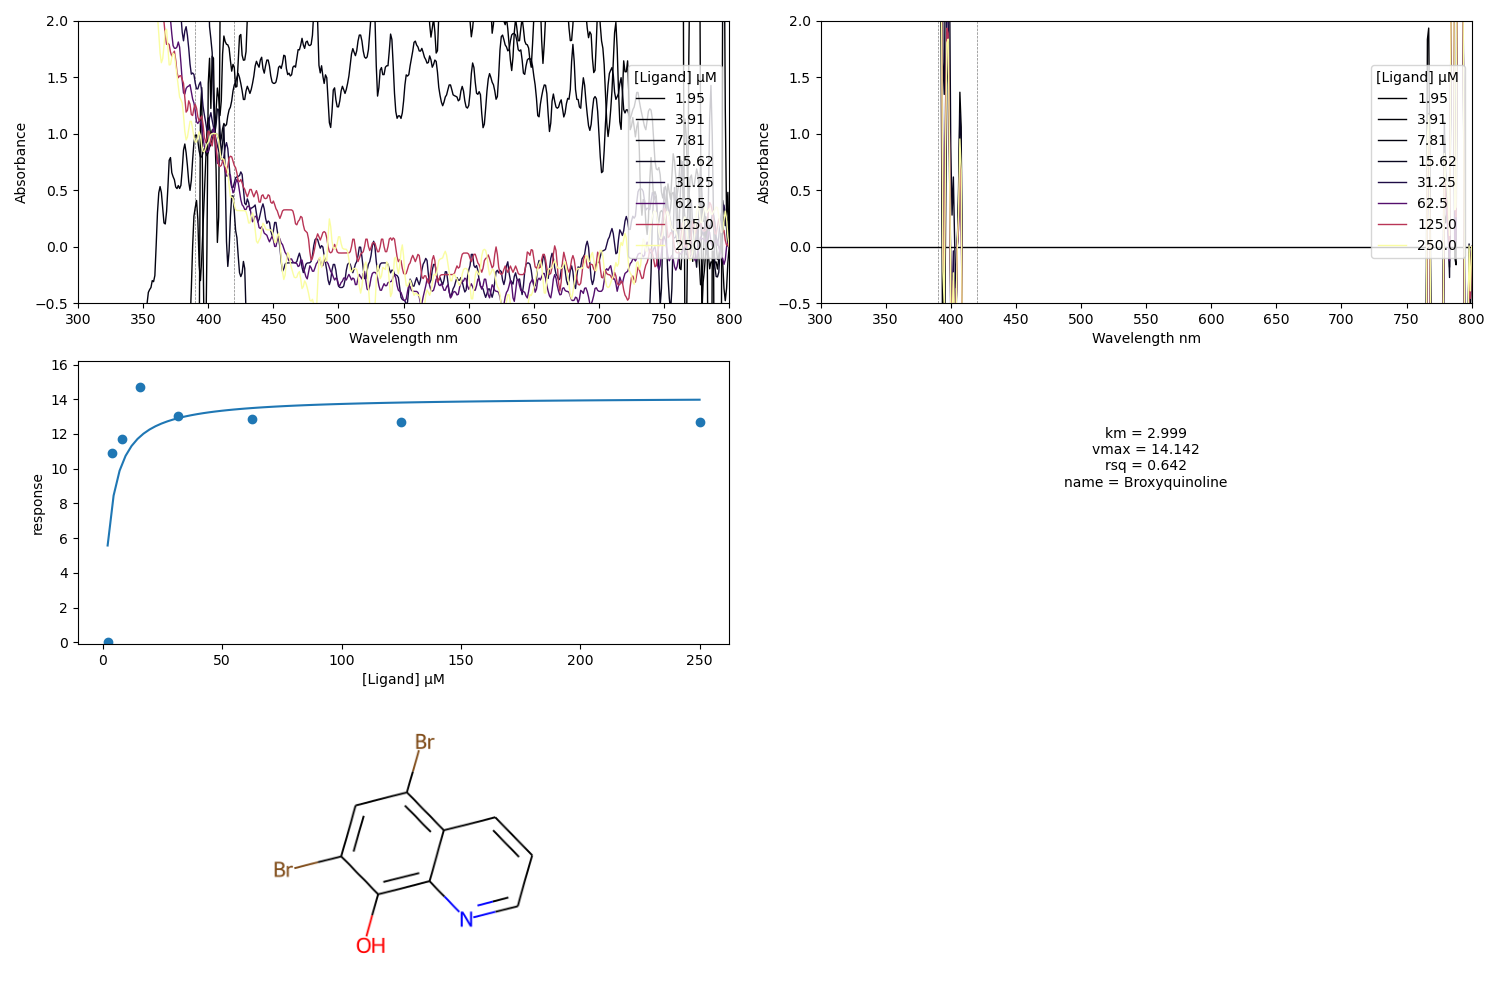 2.0
1.5
1.0
0.5
0.0
−0.5
Absorbance
300 350 400 450 500 550 600 650 700 750 800
Wavelength nm
[Ligand] µM
1.95
3.91
7.81
15.62
31.25
62.5
125.0
250.0
2.0
1.5
1.0
0.5
0.0
−0.5
Absorbance
300 350 400 450 500 550 600 650 700 750 800
Wavelength nm
[Ligand] µM
1.95
3.91
7.81
15.62
31.25
62.5
125.0
250.0
16
14
12
10
8
6
4
2
0
response
0 50 100 150 200 250
[Ligand] µM
km = 2.999
vmax = 14.142
rsq = 0.642
name = Broxyquinoline
Br
Br
N
OH